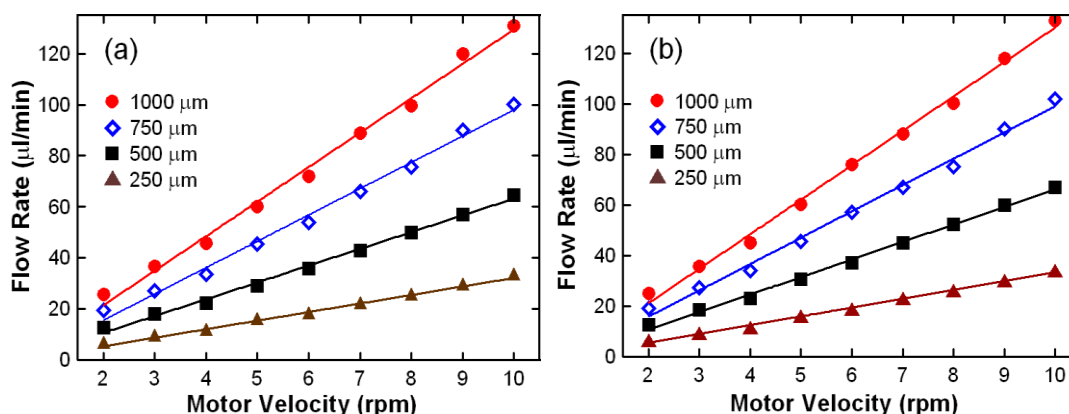 (a)
1000 μm
750 μm
500 μm
250 μm
Flow Rate (μl/min)
120
100
80
60
40
20
0
2 3 4 5 6 7 8 9 10
Motor Velocity (rpm)
(b)
1000 μm
750 μm
500 μm
250 μm
Flow Rate (μl/min)
120
100
80
60
40
20
0
2 3 4 5 6 7 8 9 10
Motor Velocity (rpm)